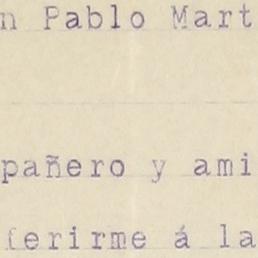 n Pablo Mart
pañero y ami
ferirme á la